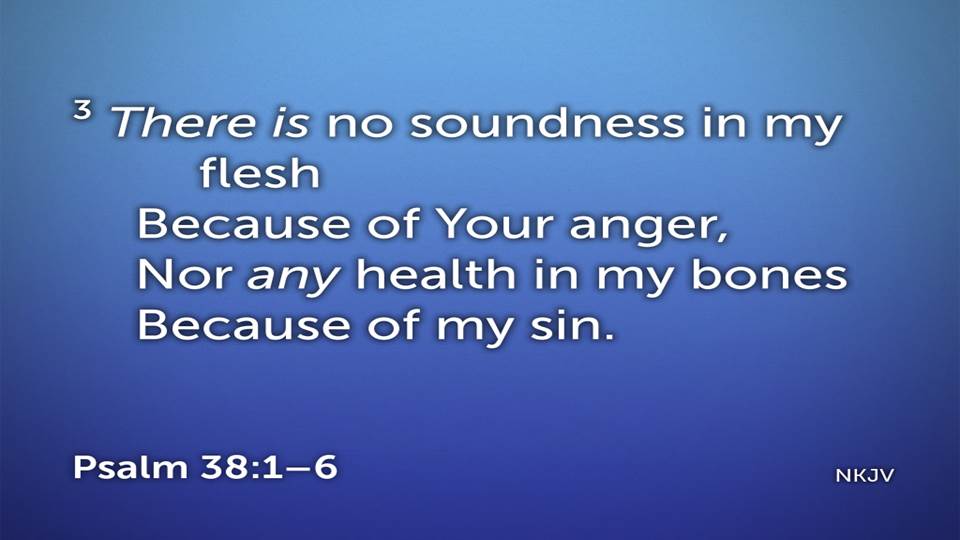 ³ There is no soundness in my
flesh
Because of Your anger,
Nor any health in my bones
Because of my sin.
Psalm 38:1–6
NKJV